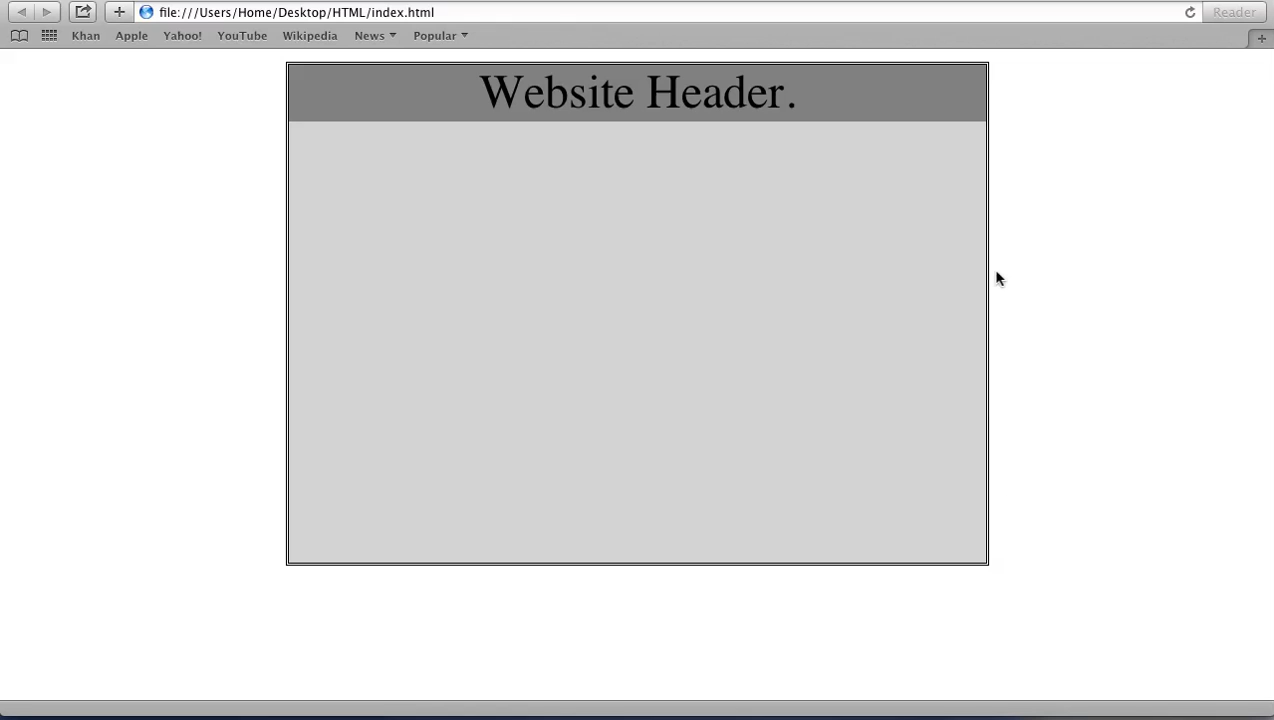 file:///Users/Home/Desktop/HTML/index.html
Reader
Khan Apple Yahoo! YouTube Wikipedia News Popular
Website Header.